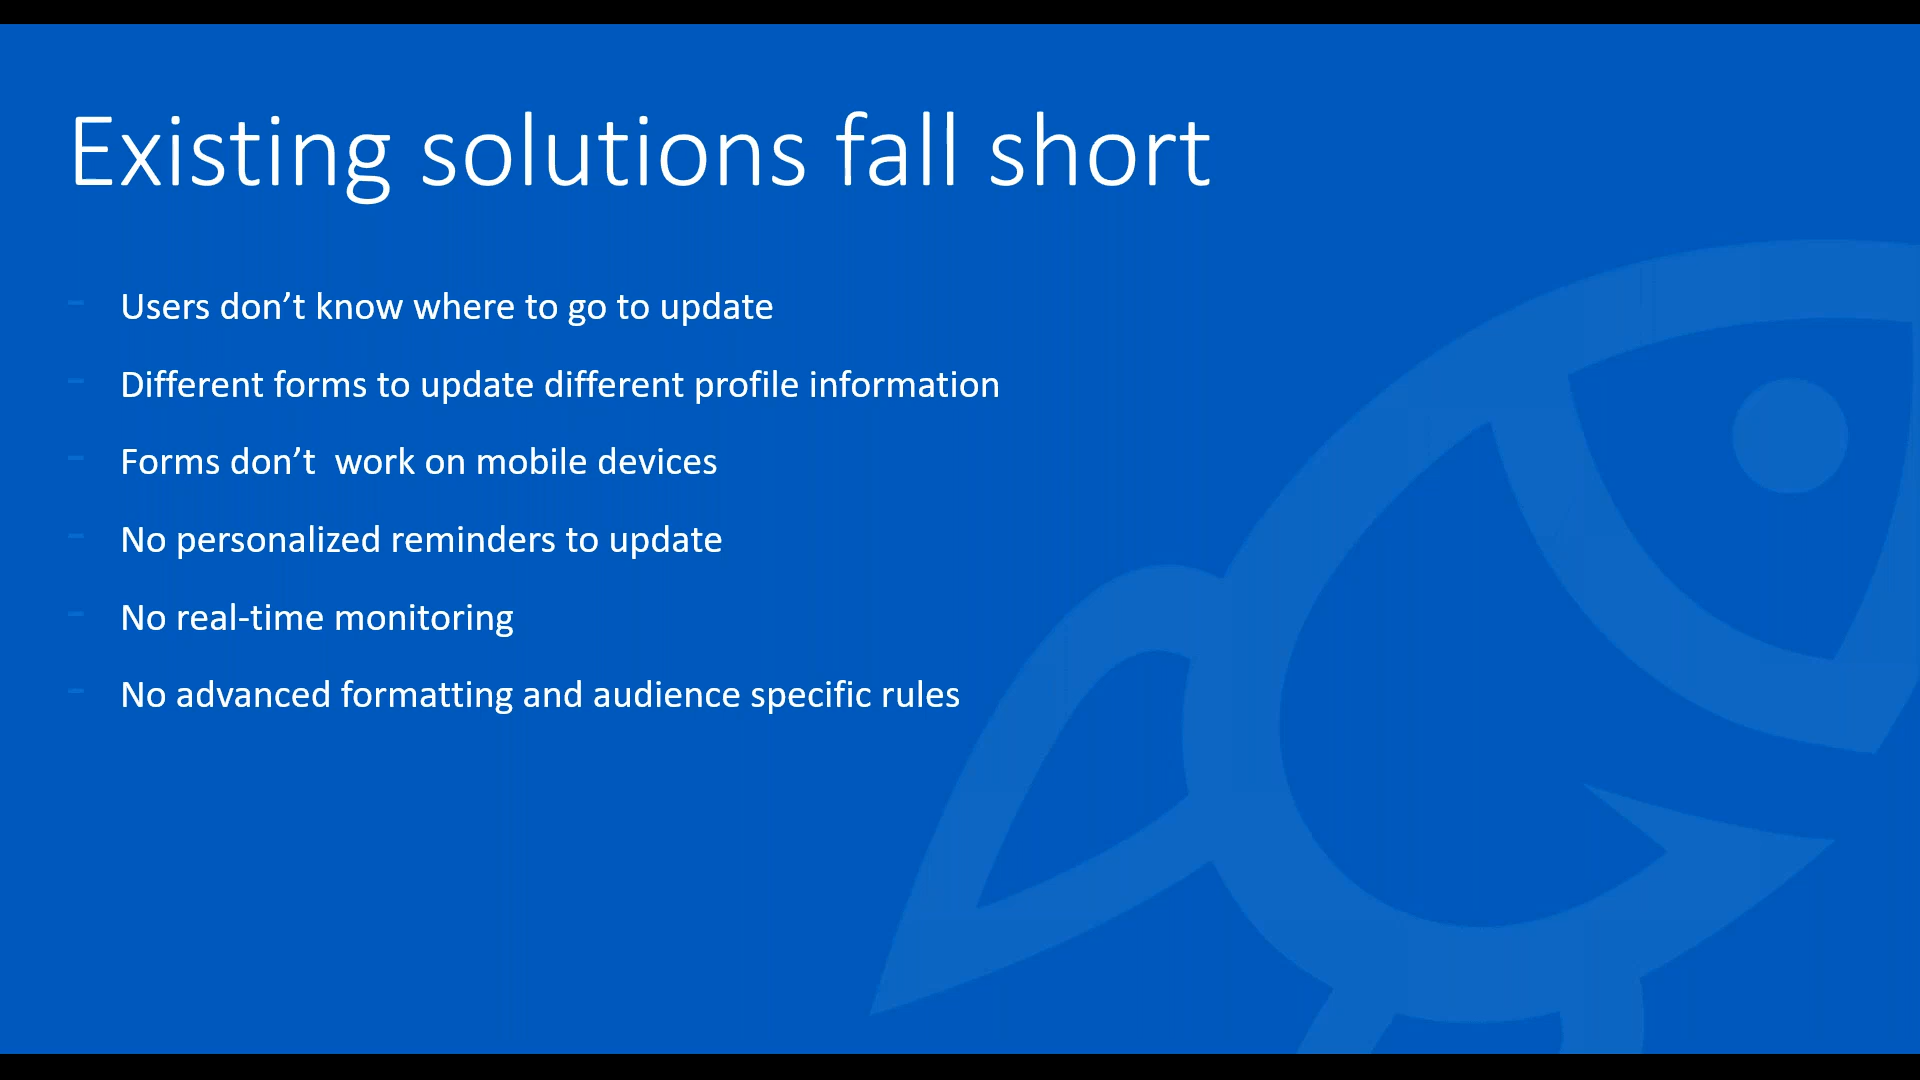 Existing solutions fall short
- Users don’t know where to go to update
- Different forms to update different profile information
- Forms don’t  work on mobile devices
- No personalized reminders to update
- No real-time monitoring
- No advanced formatting and audience specific rules